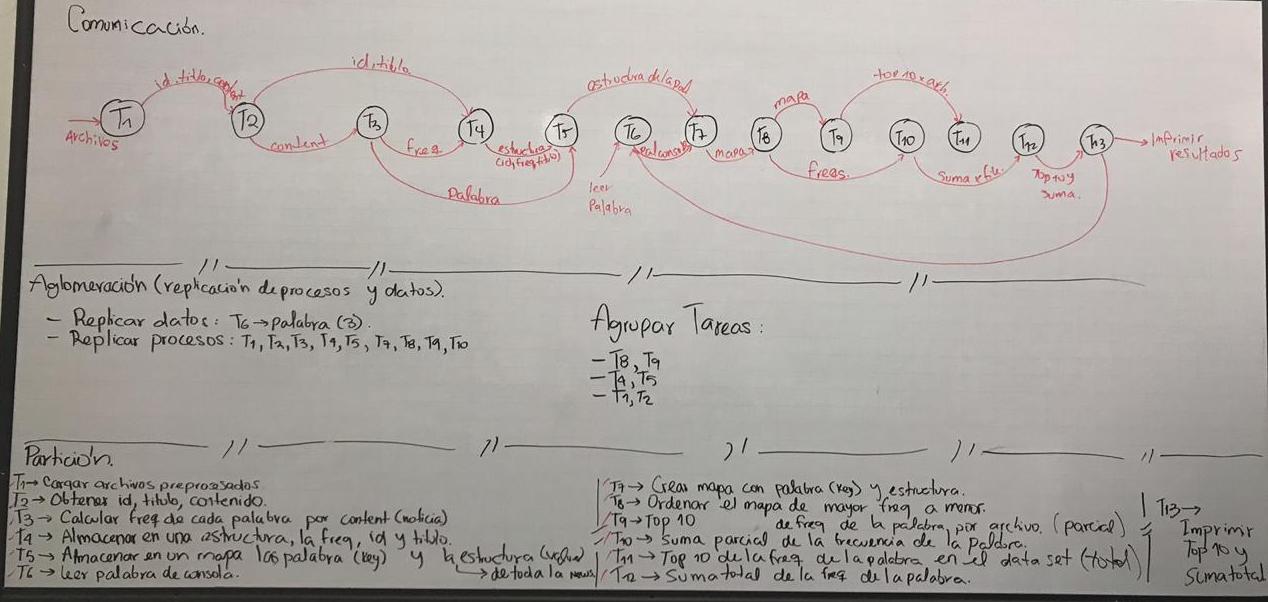 Comunicación.
id, titlo, content
id, titlo
estructura de la pal
mapa
top 10 x arch.
T1 T2 T3 T4 T5 T6 T7 T8 T9 T10 T11 T12 T13
Archivos
content
freq
estructura
(id, freq, titlo)
mapa
freqs.
Suma x file.
Top 10 y
Suma.
Imprimir
resultados
Palabra
leer
Palabra
Aglomeración (replicación de procesos y datos).
- Replicar datos: T6 → palabra (3).
- Replicar procesos: T1, T2, T3, T4, T5, T7, T8, T9, T10
Agrupar Tareas:
- T8, T9
- T4, T5
- T1, T2
Partición.
T1 → Cargar archivos preprocesados
T2 → Obtener id, titulo, contenido.
T3 → Calcular freq de cada palabra por content (noticia)
T4 → Almacenar en una estructura, la freq, id y titulo.
T5 → Almacenar en un mapa las palabra (key) y la estructura (value)
→ de toda la news
T6 → leer palabra de consola.
T7 → Crear mapa con palabra (key) y estructura.
T8 → Ordenar el mapa de mayor freq a menor.
T9 → Top 10 de freq de la palabra, por archivo. (parcial)
T10 → Suma parcial de la frecuencia de la Palabra.
T11 → Top 10 de la freq de la palabra en el data set (total)
T12 → Suma total de la freq de la palabra.
T13 →
Imprimir
Top 10 y
Suma total